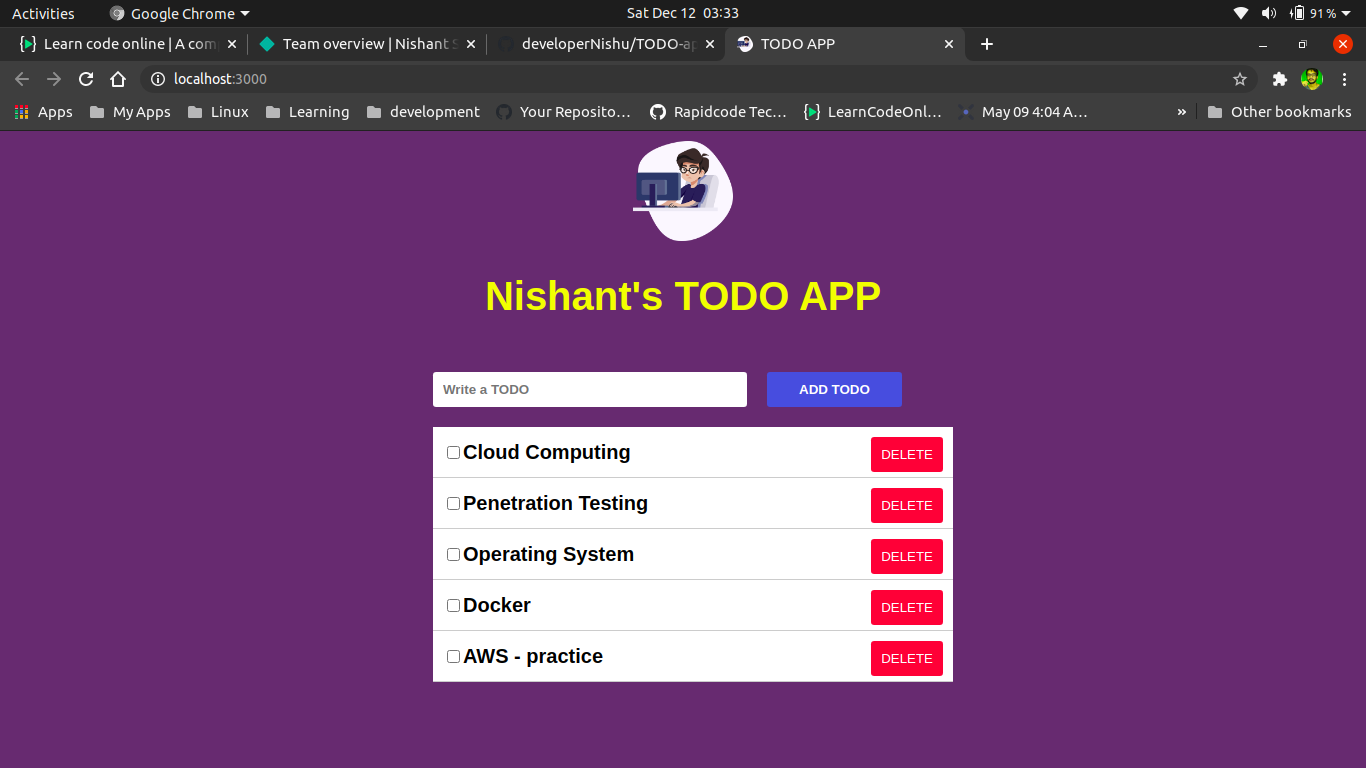 Activities Google Chrome Sat Dec 12 03:33 91%
Learn code online | A com Team overview | Nishant S developerNishu/TODO-ap TODO APP
localhost:3000
Apps My Apps Linux Learning development Your Reposito… Rapidcode Tec… LearnCodeOnl… May 09 4:04 A… » Other bookmarks
Nishant's TODO APP
Write a TODO ADD TODO
Cloud Computing DELETE
Penetration Testing DELETE
Operating System DELETE
Docker DELETE
AWS - practice DELETE